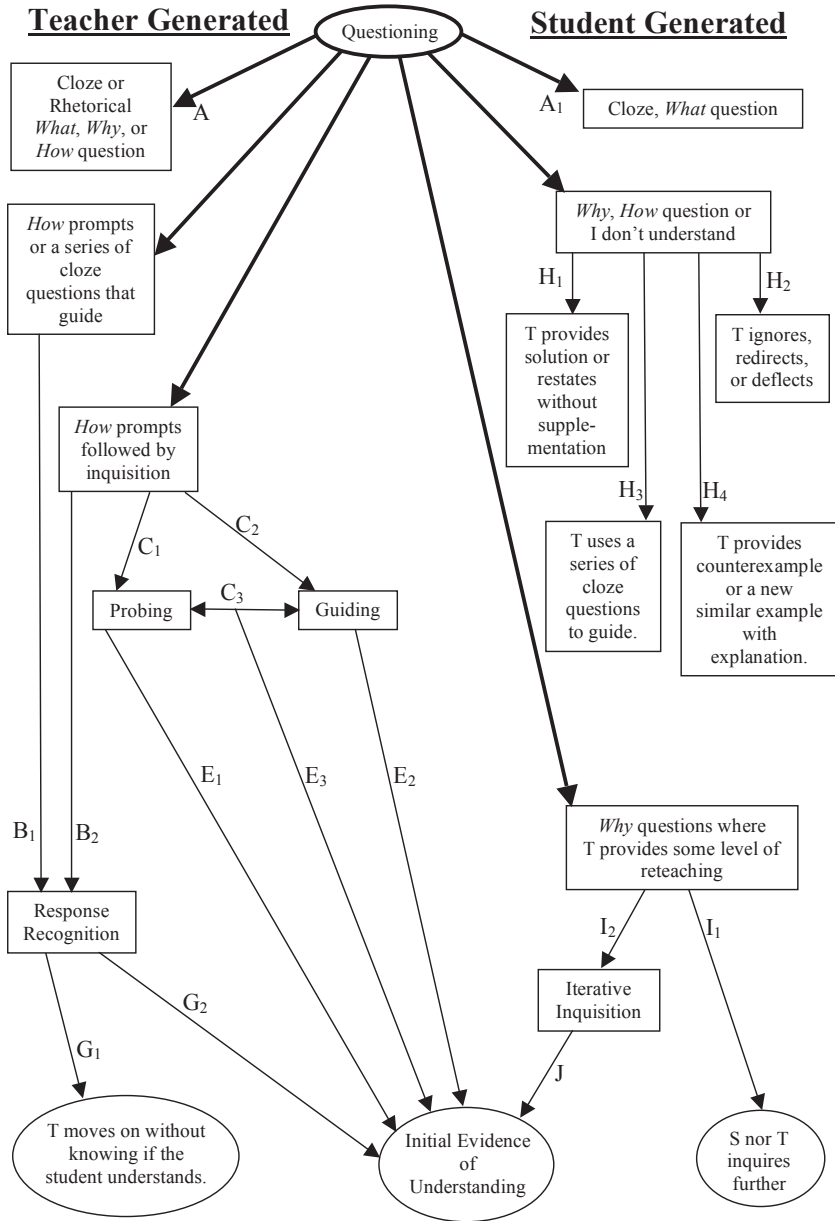 Teacher Generated
Questioning
Student Generated
Cloze or
Rhetorical
What, Why, or
How question
A
A1
Cloze, What question
How prompts
or a series of
cloze
questions that
guide
Why, How question or
I don't understand
H1
H2
T provides
solution or
restates
without
supple-
mentation
T ignores,
redirects,
or deflects
How prompts
followed by
inquisition
H3
H4
C1
C2
T uses a
series of
cloze
questions
to guide.
T provides
counterexample
or a new
similar example
with
explanation.
Probing
C3
Guiding
E1
E3
E2
B1
B2
Why questions where
T provides some level of
reteaching
Response
Recognition
I2
I1
Iterative
Inquisition
G2
G1
J
T moves on without
knowing if the
student understands.
Initial Evidence
of
Understanding
S nor T
inquires
further